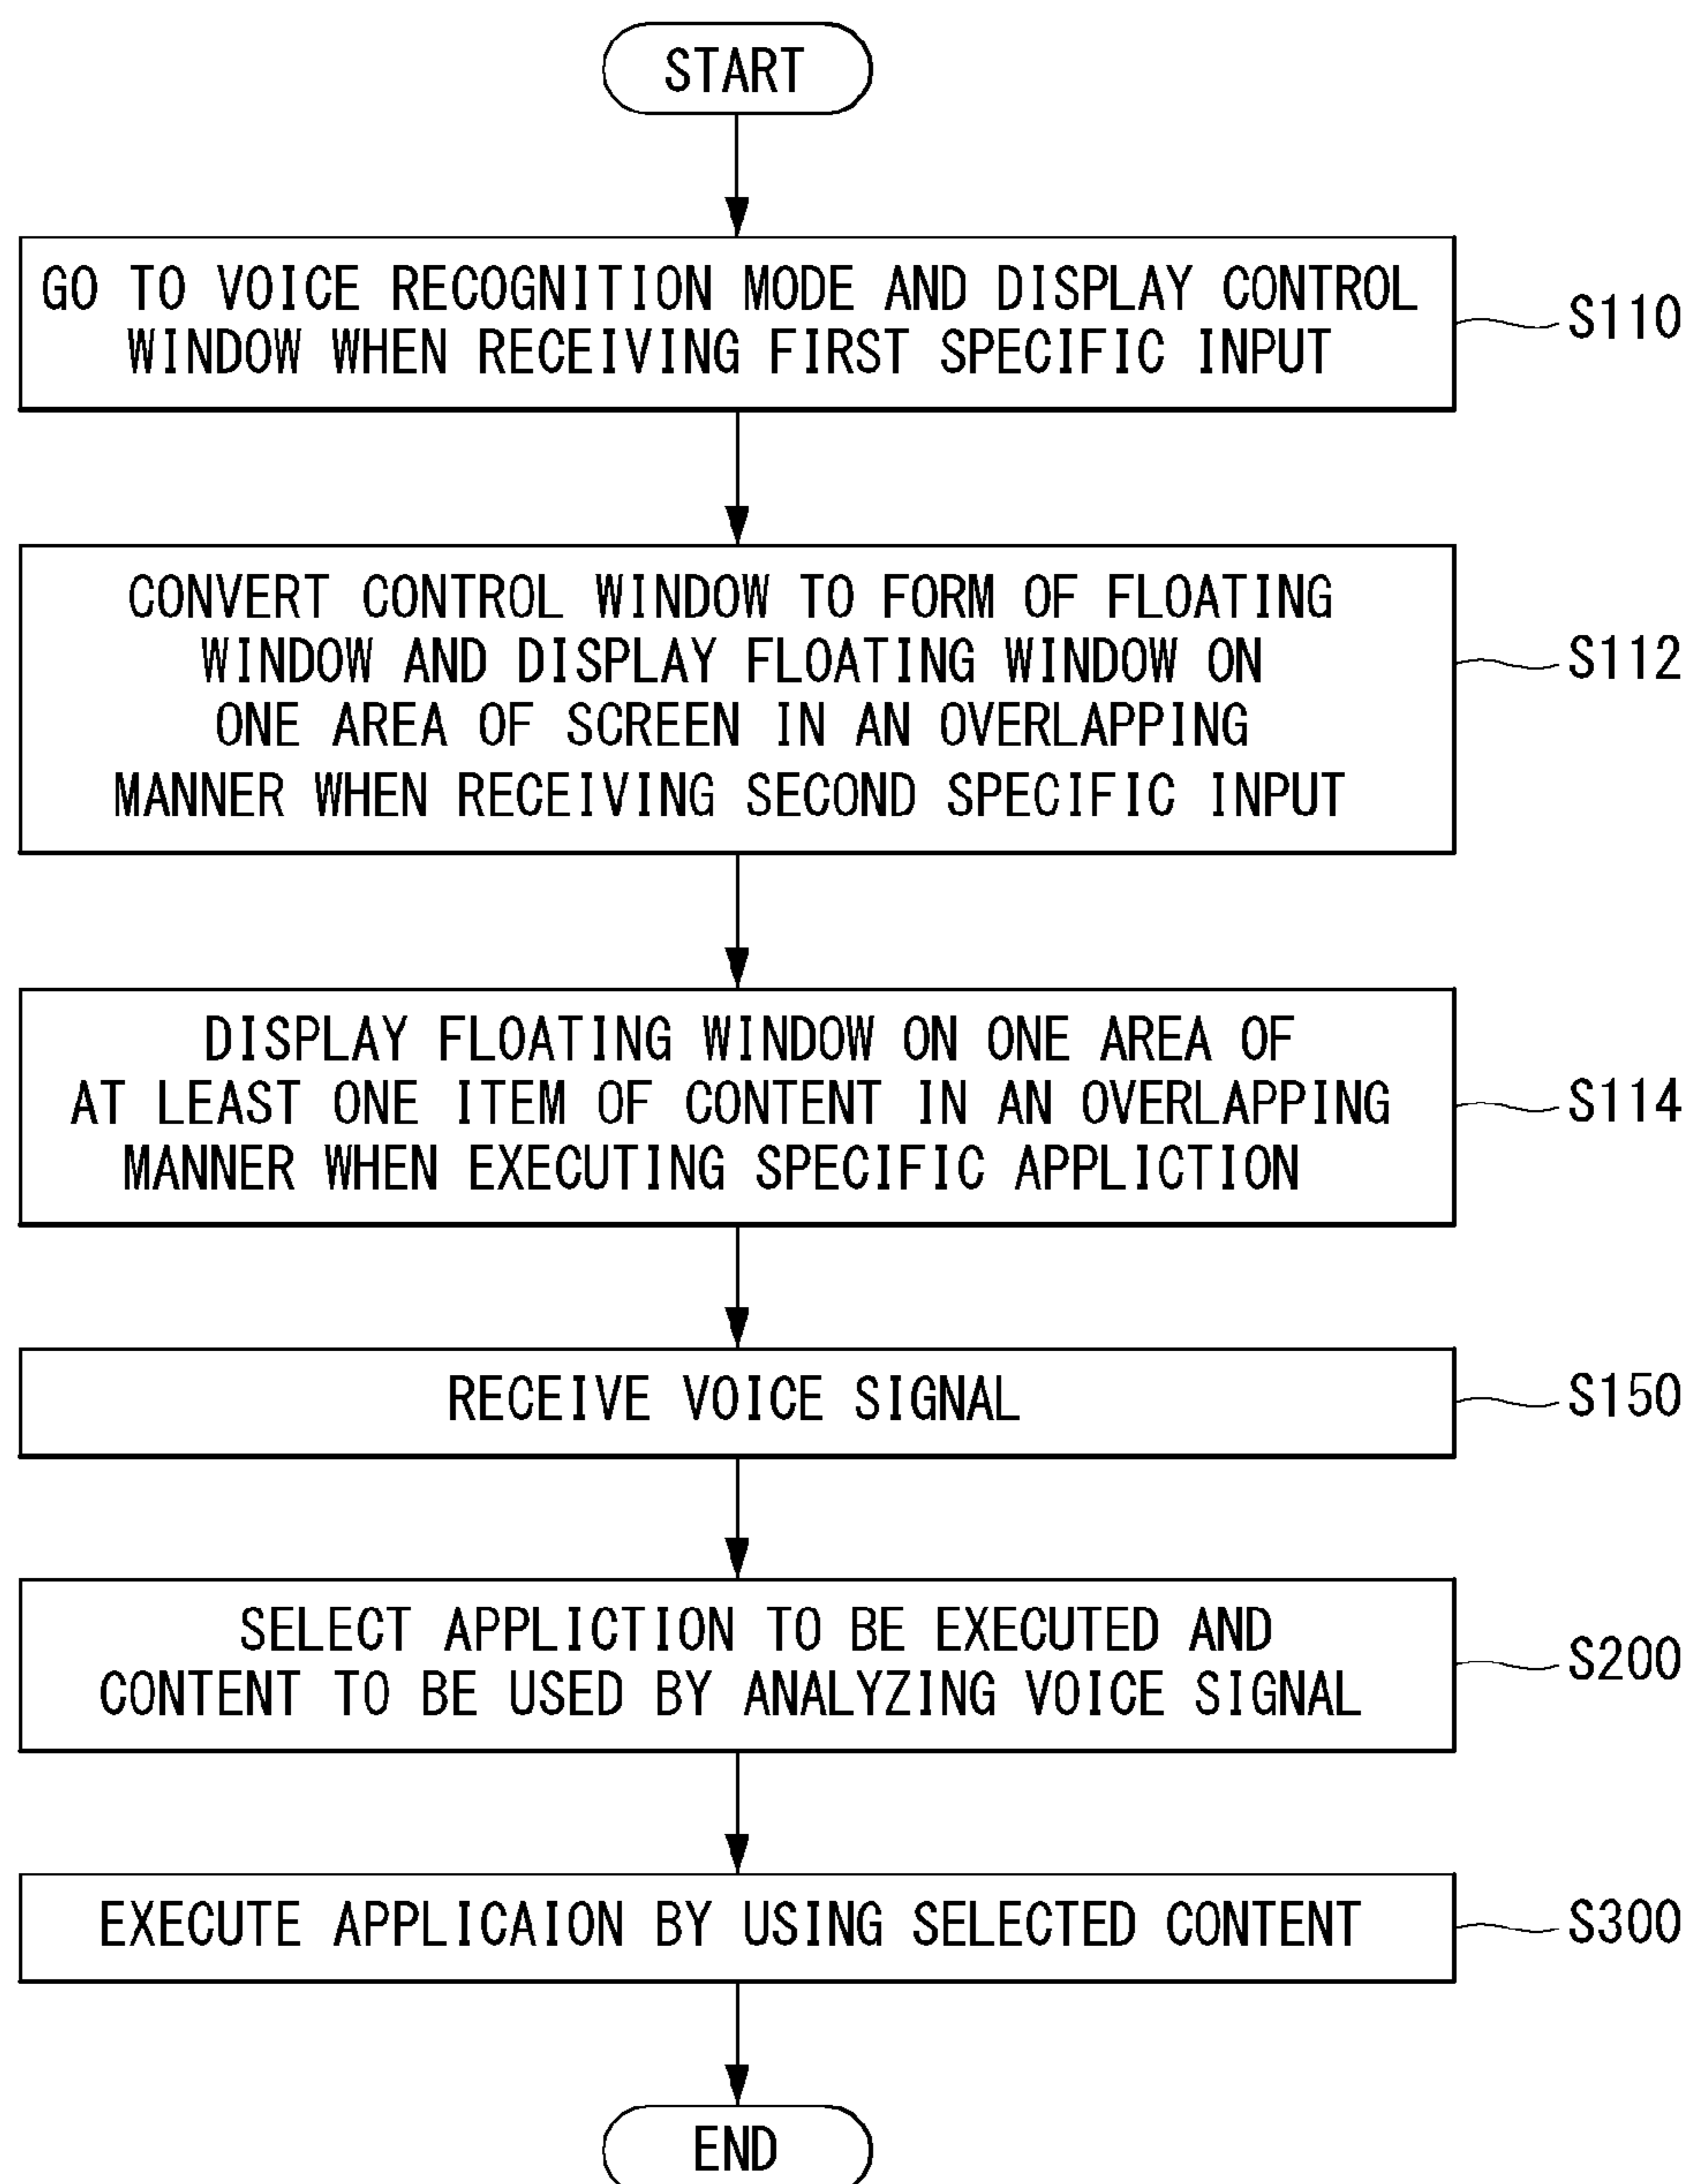 START
GO TO VOICE RECOGNITION MODE AND DISPLAY CONTROL
WINDOW WHEN RECEIVING FIRST SPECIFIC INPUT
S110
CONVERT CONTROL WINDOW TO FORM OF FLOATING
WINDOW AND DISPLAY FLOATING WINDOW ON
ONE AREA OF SCREEN IN AN OVERLAPPING
MANNER WHEN RECEIVING SECOND SPECIFIC INPUT
S112
DISPLAY FLOATING WINDOW ON ONE AREA OF
AT LEAST ONE ITEM OF CONTENT IN AN OVERLAPPING
MANNER WHEN EXECUTING SPECIFIC APPLICTION
S114
RECEIVE VOICE SIGNAL
S150
SELECT APPLICTION TO BE EXECUTED AND
CONTENT TO BE USED BY ANALYZING VOICE SIGNAL
S200
EXECUTE APPLICAION BY USING SELECTED CONTENT
S300
END